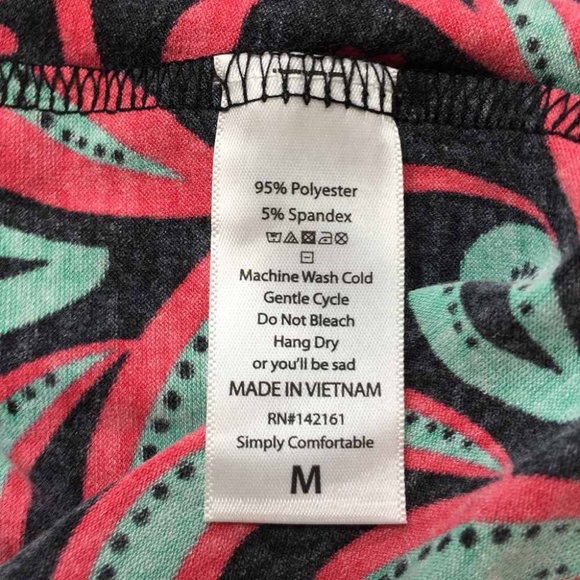 95% Polyester
5% Spandex
Machine Wash Cold
Gentle Cycle
Do Not Bleach
Hang Dry
or you'll be sad
MADE IN VIETNAM
RN#142161
Simply Comfortable
M